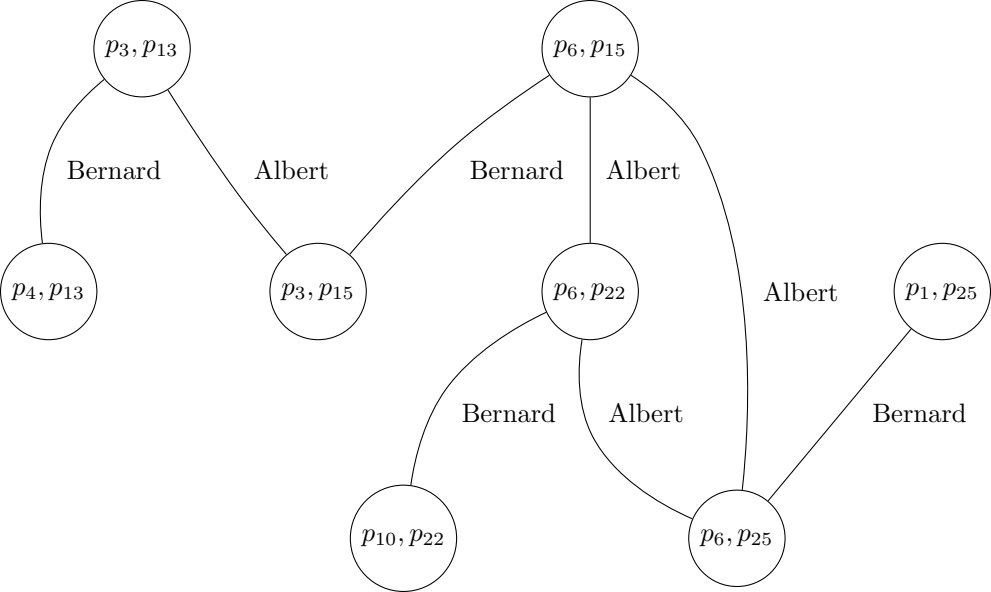 p₃, p₁₃
p₆, p₁₅
Bernard
Albert
Bernard
Albert
p₄, p₁₃
p₃, p₁₅
p₆, p₂₂
Albert
p₁, p₂₅
Bernard
Albert
Bernard
p₁₀, p₂₂
p₆, p₂₅